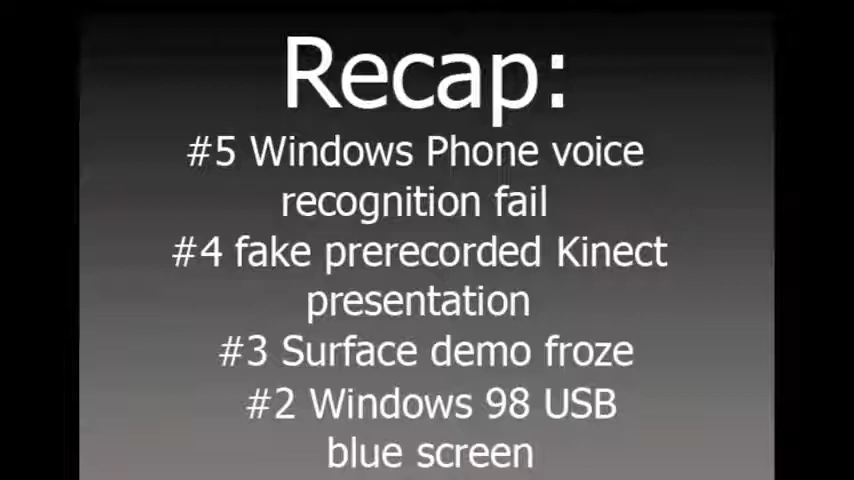 Recap:
#5 Windows Phone voice
recognition fail
#4 fake prerecorded Kinect
presentation
#3 Surface demo froze
#2 Windows 98 USB
blue screen